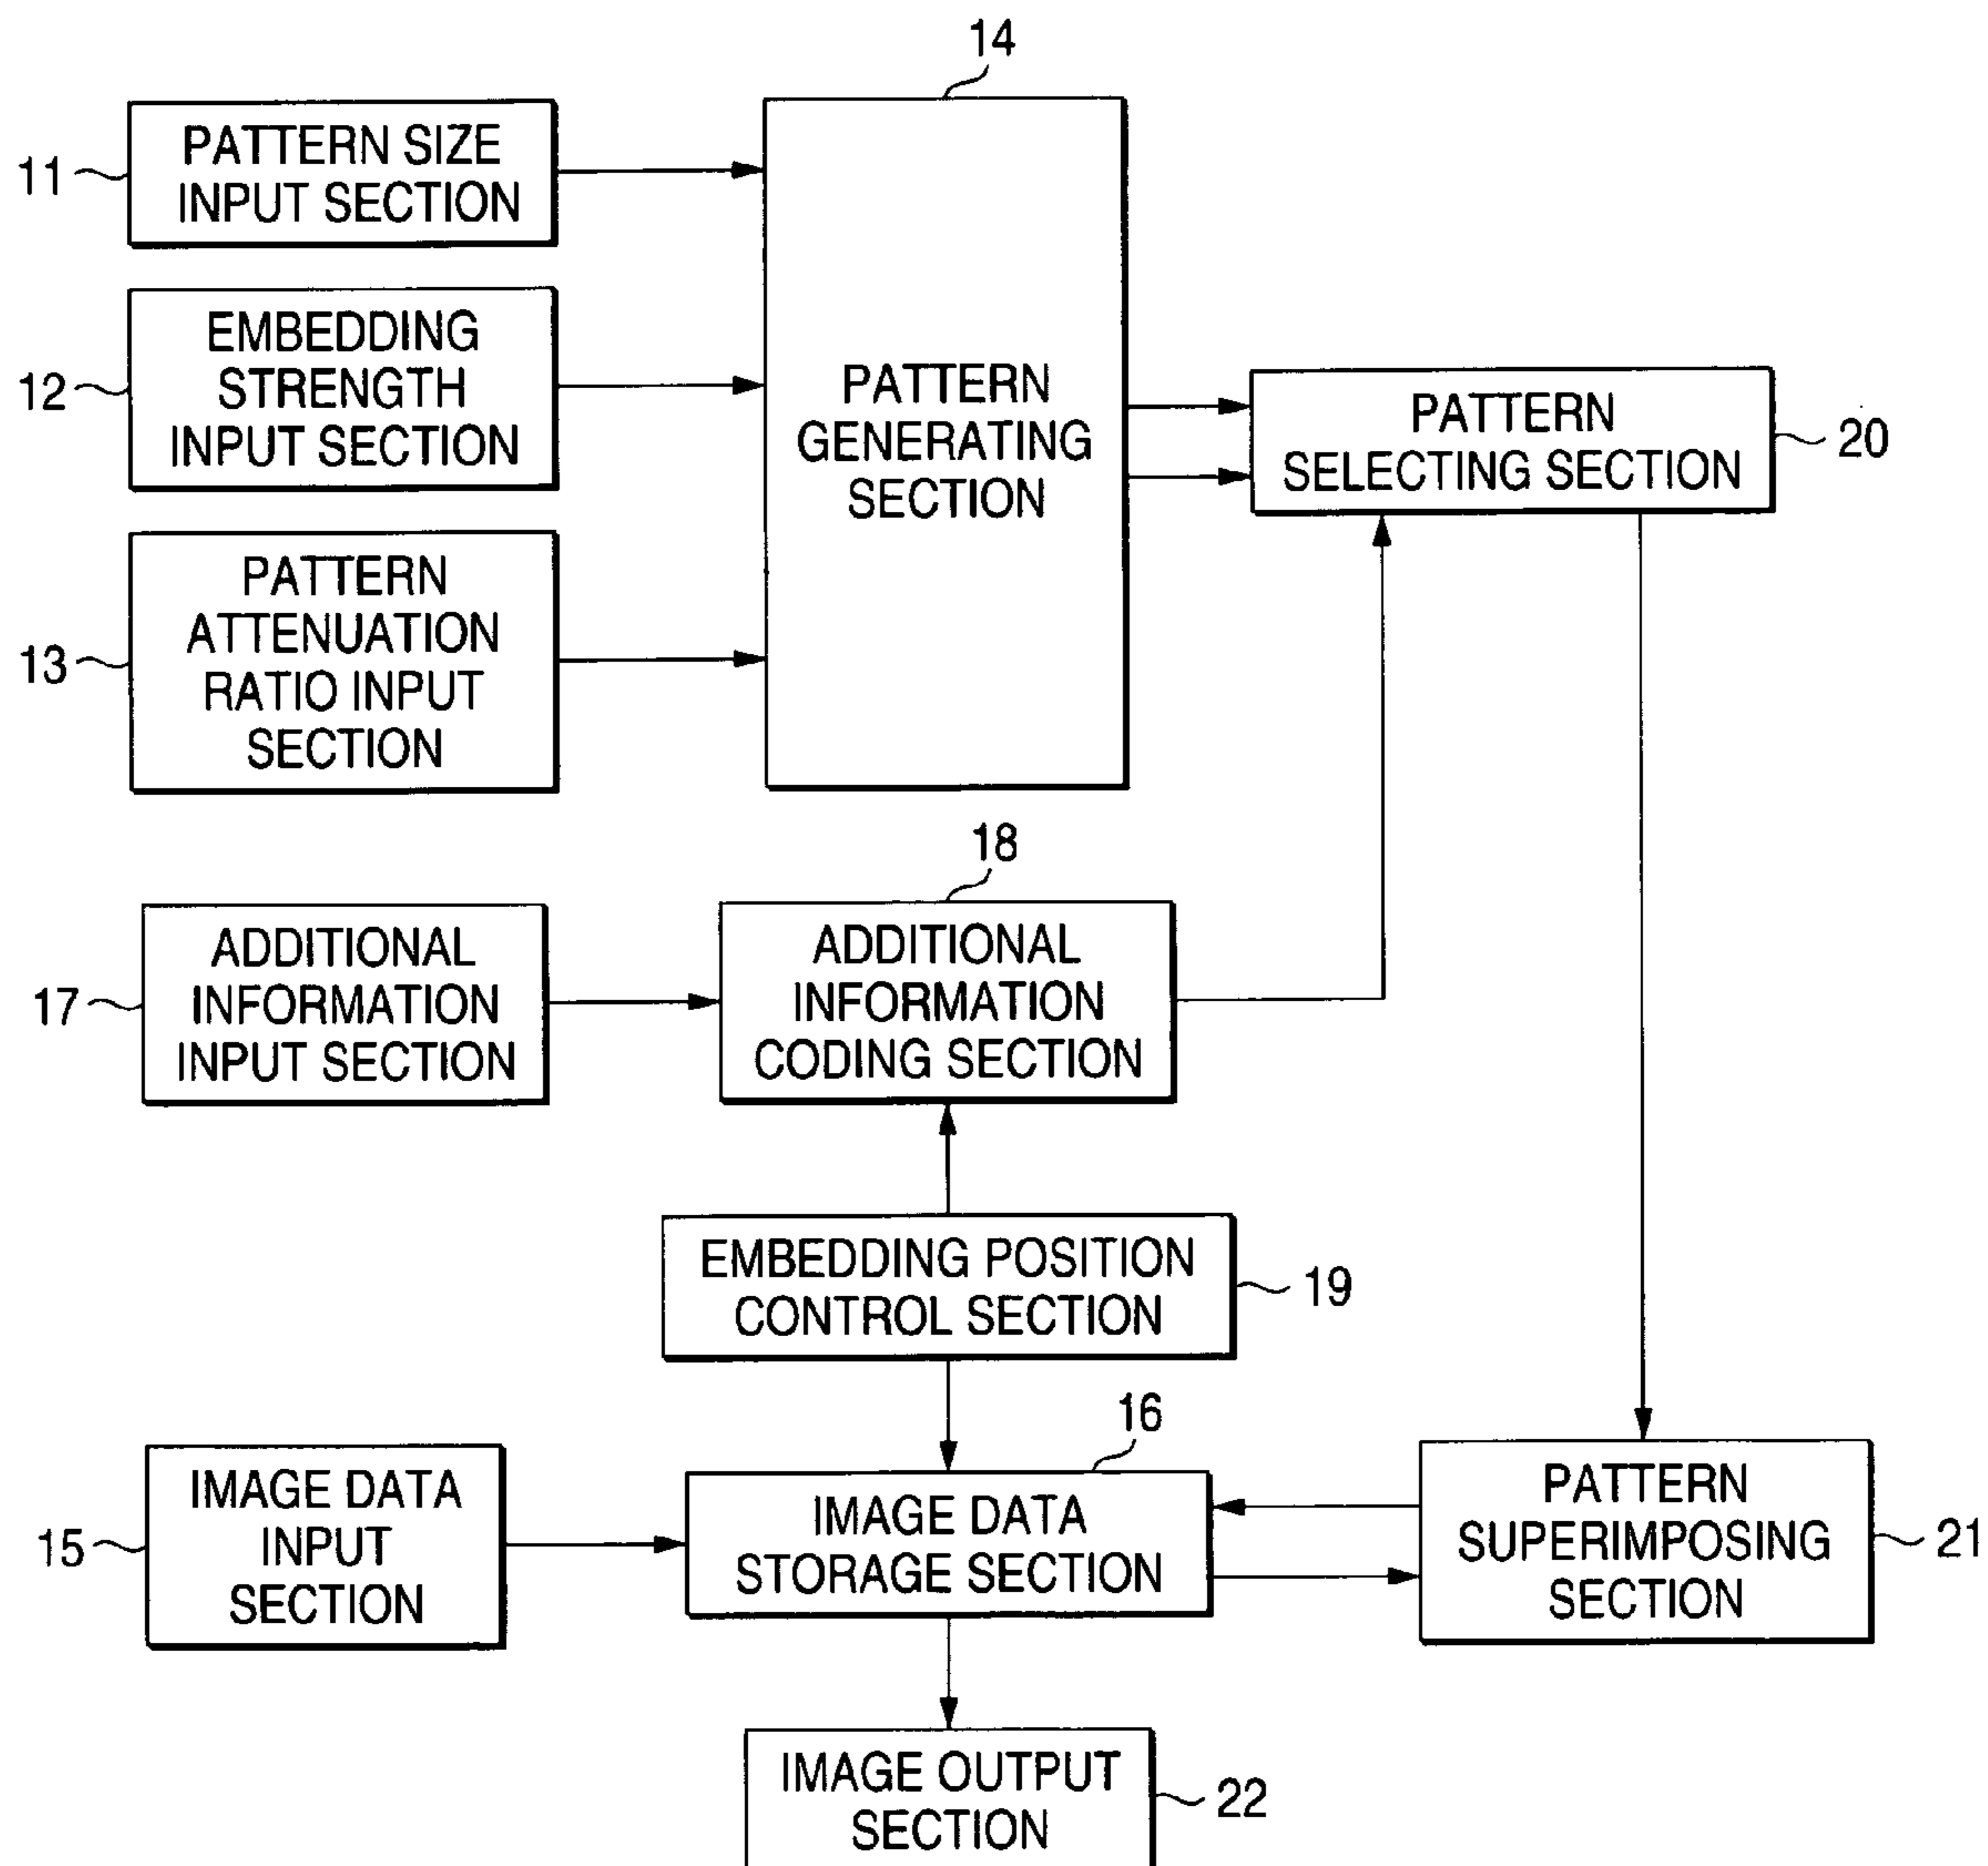 14
11
PATTERN SIZE
INPUT SECTION
12
EMBEDDING
STRENGTH
INPUT SECTION
13
PATTERN
ATTENUATION
RATIO INPUT
SECTION
PATTERN
GENERATING
SECTION
PATTERN
SELECTING SECTION
20
18
17
ADDITIONAL
INFORMATION
INPUT SECTION
ADDITIONAL
INFORMATION
CODING SECTION
EMBEDDING POSITION
CONTROL SECTION
19
16
15
IMAGE DATA
INPUT
SECTION
IMAGE DATA
STORAGE SECTION
PATTERN
SUPERIMPOSING
SECTION
21
IMAGE OUTPUT
SECTION
22